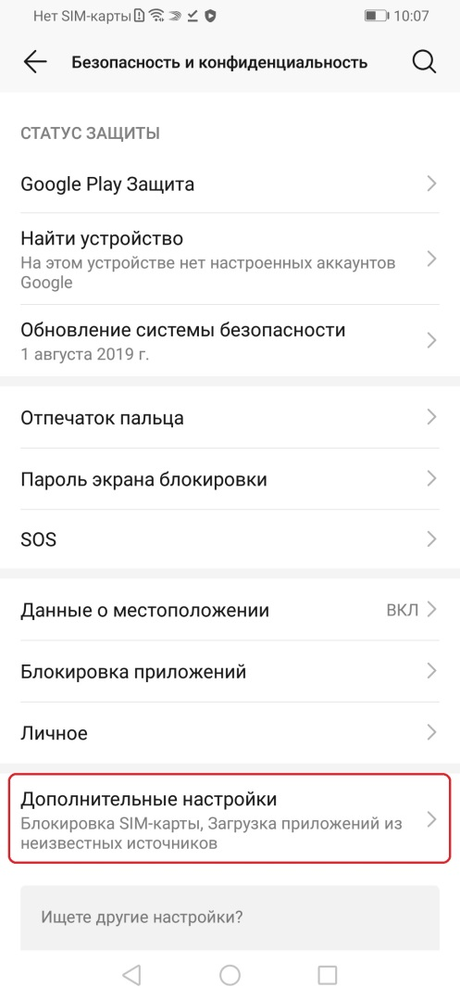 Нет SIM-карты 10:07
Безопасность и конфиденциальность
СТАТУС ЗАЩИТЫ
Google Play Защита
Найти устройство
На этом устройстве нет настроенных аккаунтов
Google
Обновление системы безопасности
1 августа 2019 г.
Отпечаток пальца
Пароль экрана блокировки
SOS
Данные о местоположении ВКЛ
Блокировка приложений
Личное
Дополнительные настройки
Блокировка SIM-карты, Загрузка приложений из
неизвестных источников
Ищете другие настройки?